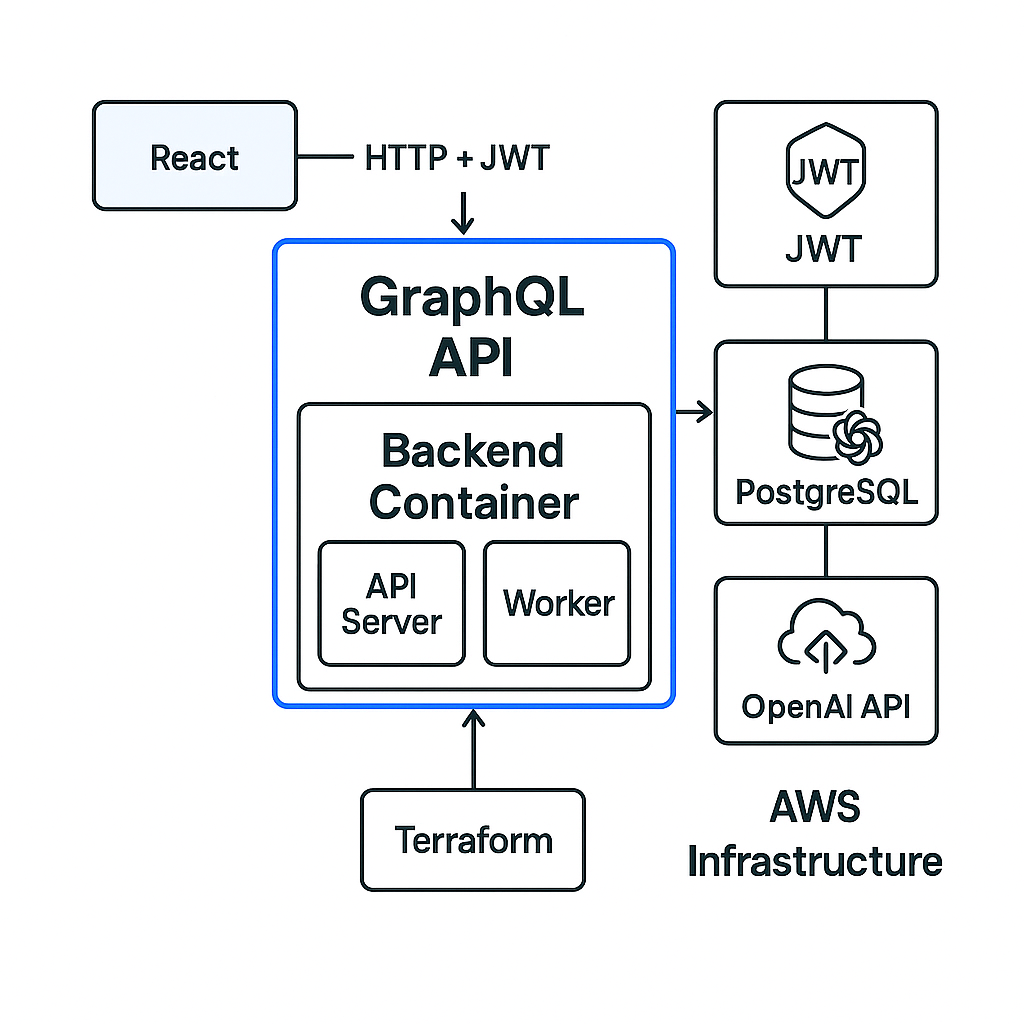 React
HTTP + JWT
GraphQL
API
Backend
Container
API
Server
Worker
Terraform
JWT
JWT
PostgreSQL
OpenAI API
AWS
Infrastructure